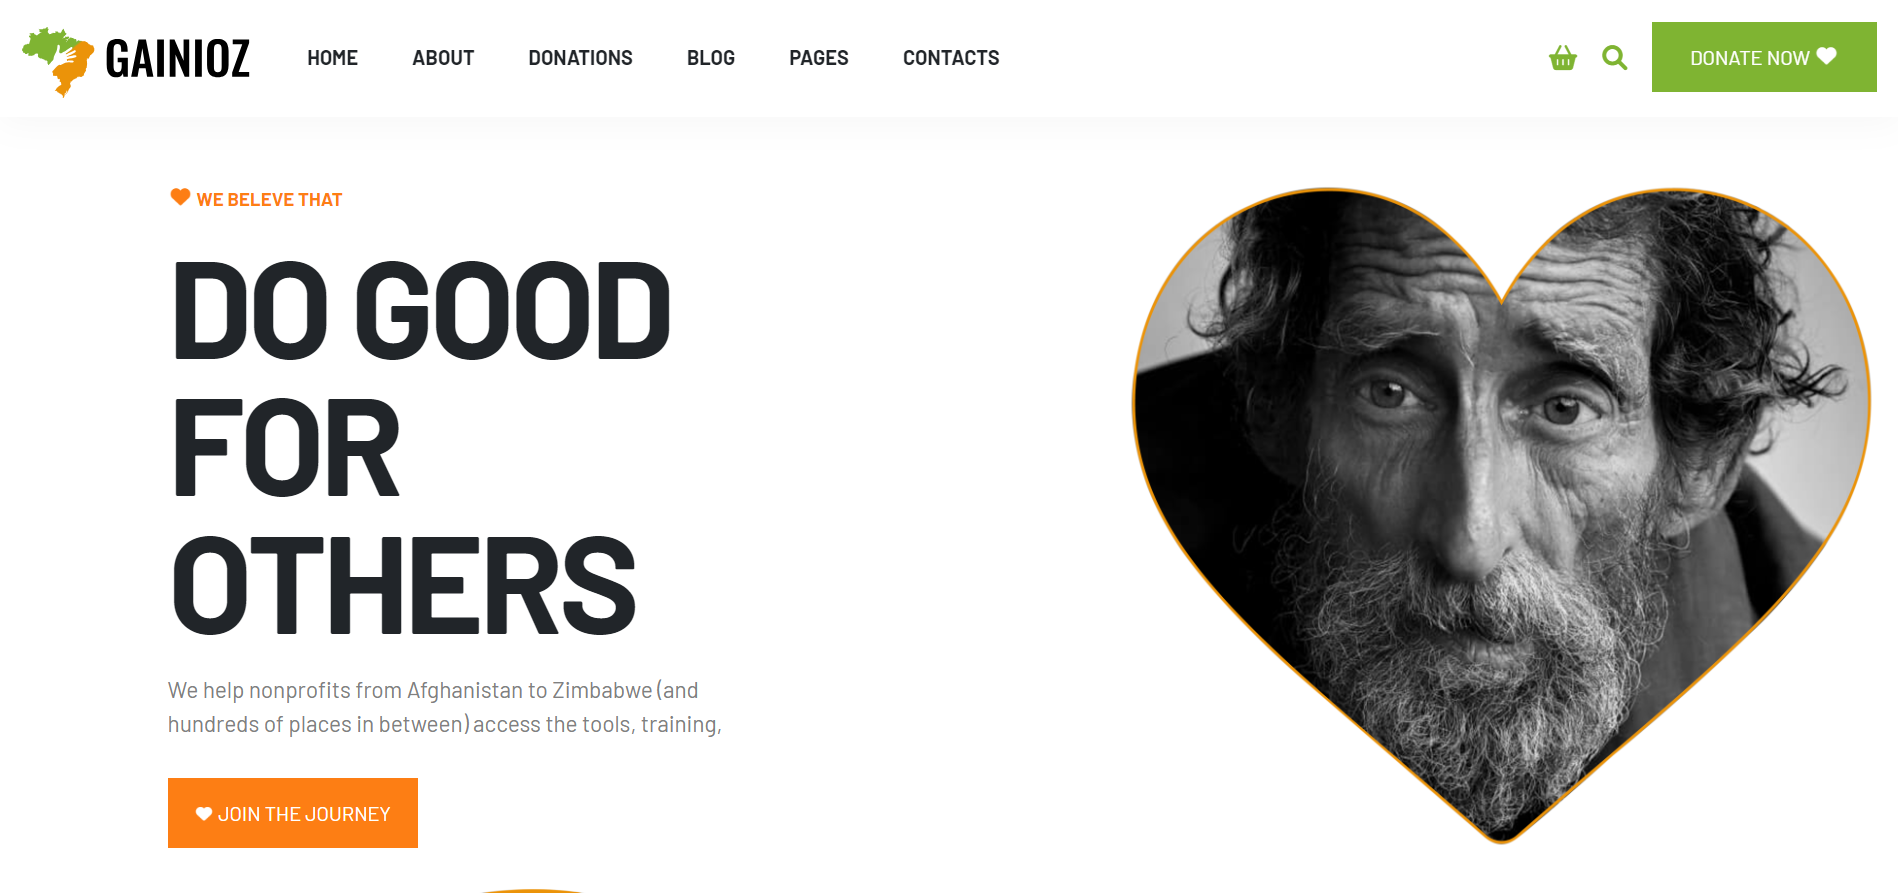 GAINIOZ
HOME ABOUT DONATIONS BLOG PAGES CONTACTS
DONATE NOW
WE BELEVE THAT
DO GOOD
FOR
OTHERS
We help nonprofits from Afghanistan to Zimbabwe (and
hundreds of places in between) access the tools, training,
JOIN THE JOURNEY